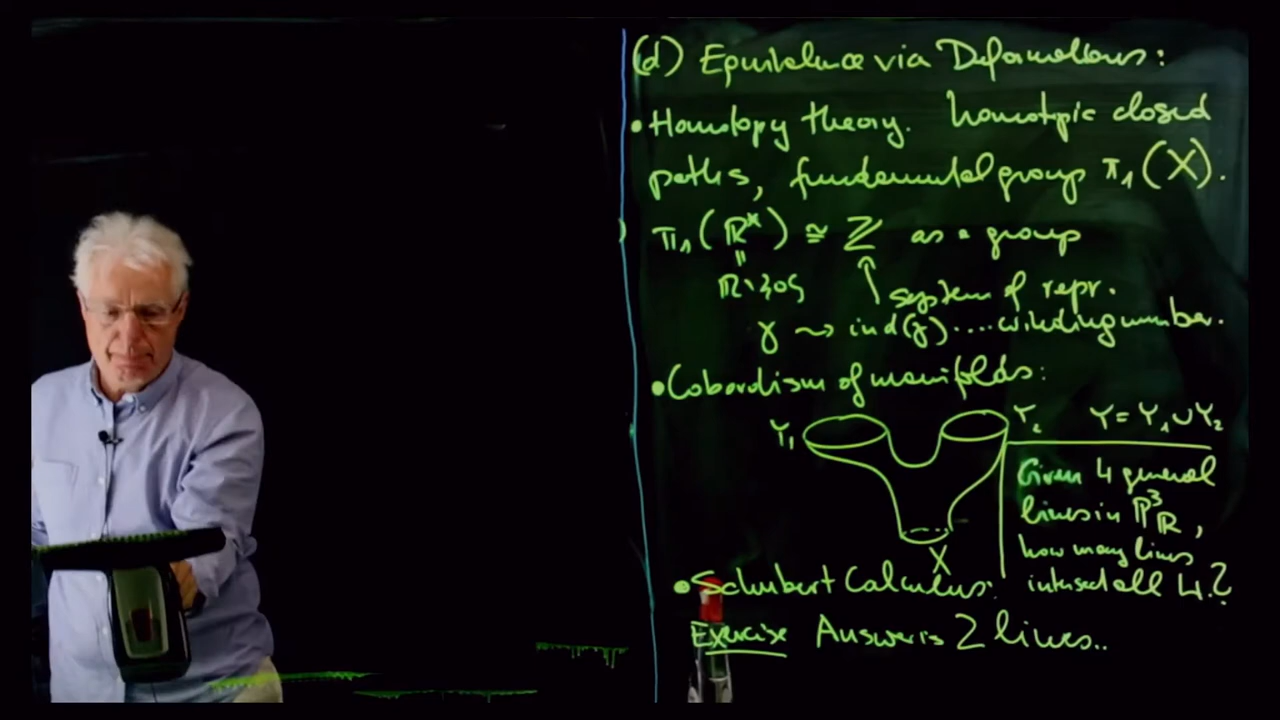 (d) Equivalence via Deformations:
• Homotopy theory. homotopic closed
paths, fundamental group π₁(X).
π₁(ℝ*) ≅ ℤ as a group
॥
ℝ∖{0} ↑ system of repr.
γ ⇝ ind(γ) .... winding number.
• Cobordism of manifolds:
Y₁ Y₂ Y = Y₁ ∪ Y₂
X
Given 4 general
lines in ℙ³ℝ,
how many lines
intersect all 4?
• Schubert Calculus:
Exercise Answer is 2 lines..